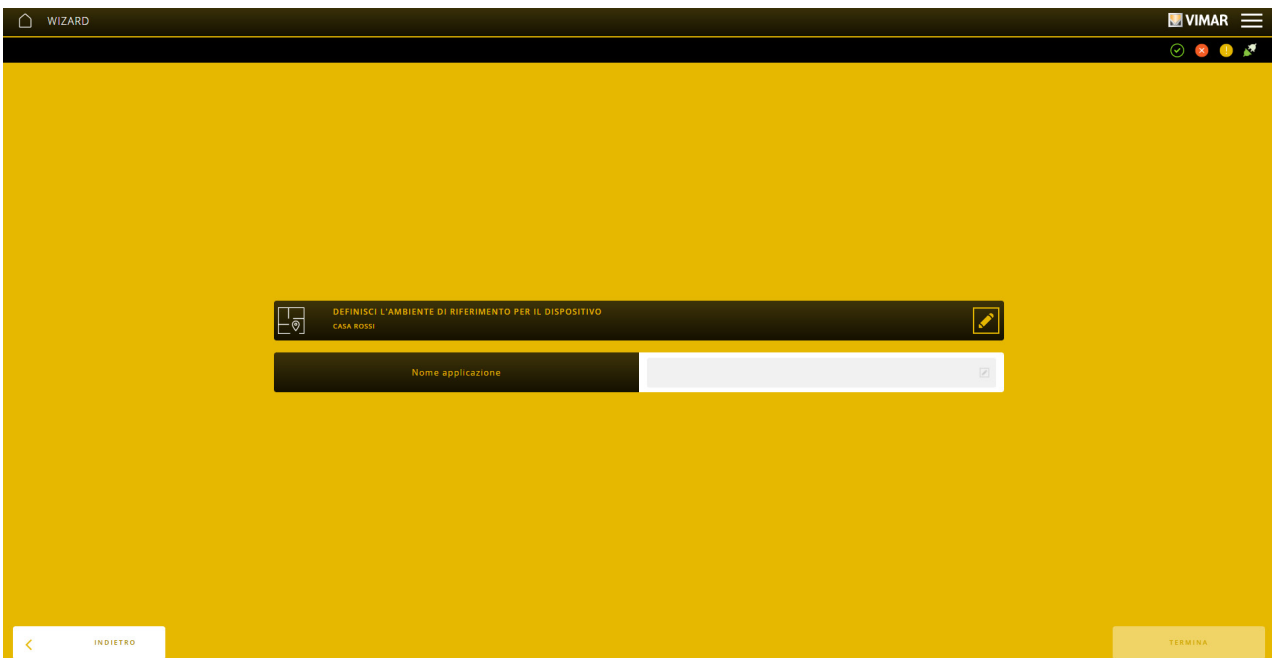 WIZARD
VIMAR
DEFINISCI L'AMBIENTE DI RIFERIMENTO PER IL DISPOSITIVO
CASA ROSSI
Nome applicazione
INDIETRO
TERMINA